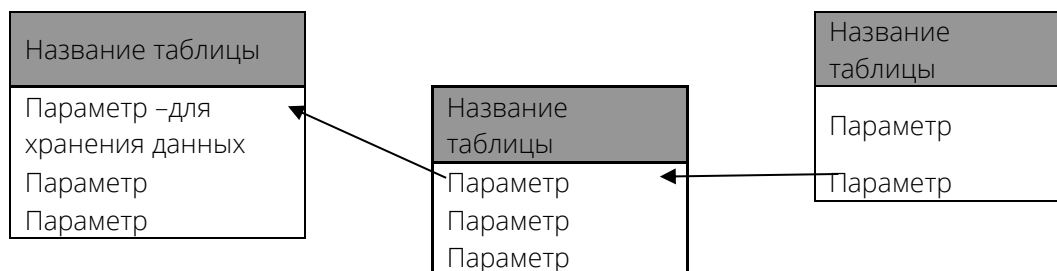 Название таблицы
Параметр –для
хранения данных
Параметр
Параметр
Название
таблицы
Параметр
Параметр
Параметр
Название
таблицы
Параметр
Параметр